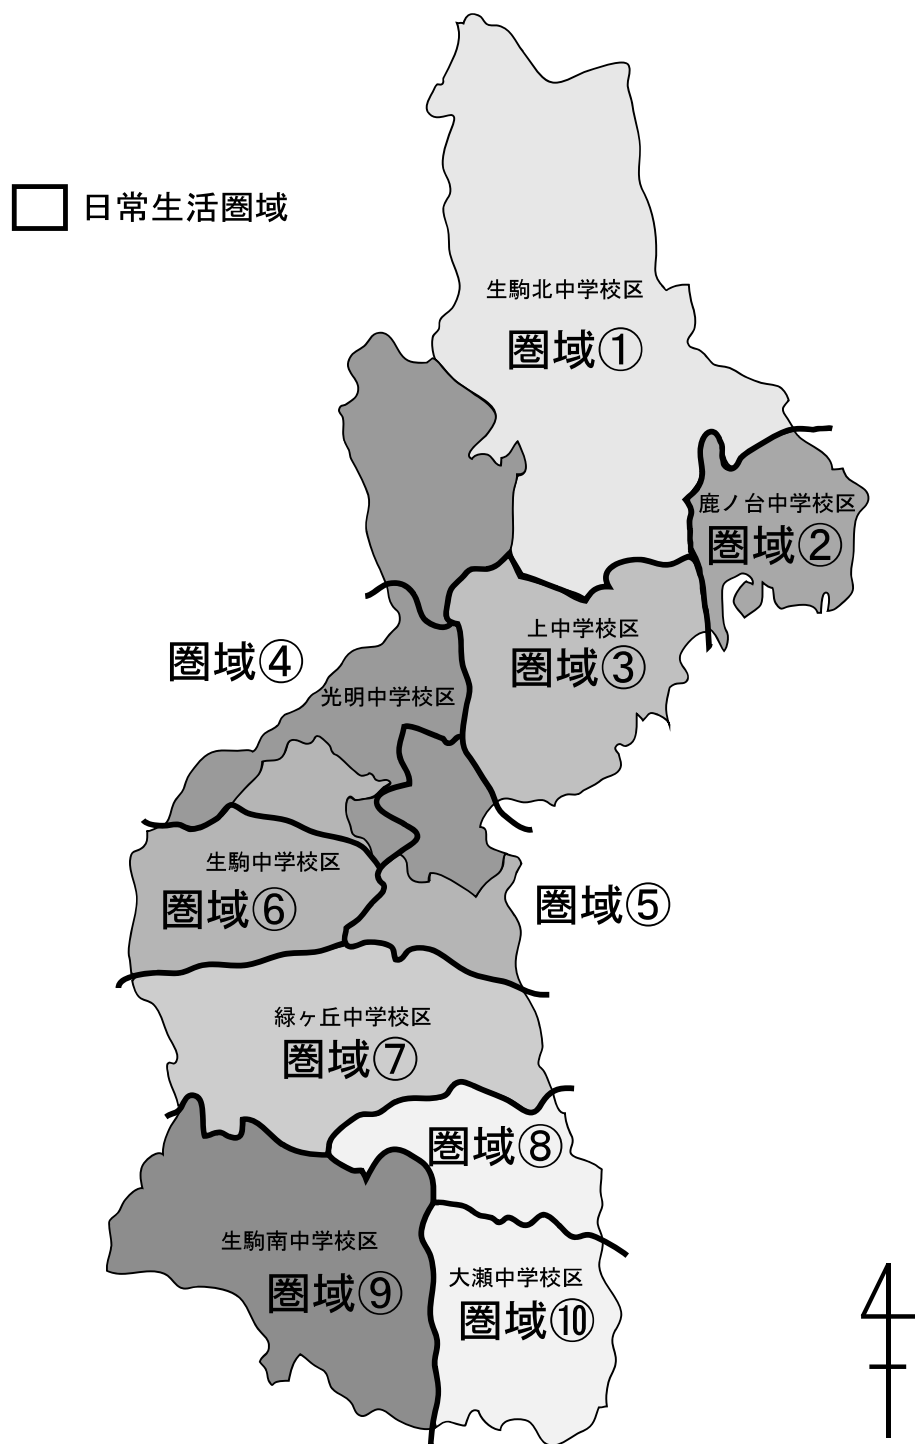 日常生活圏域
生駒北中学校区
圏域①
鹿ノ台中学校区
圏域②
上中学校区
圏域③
圏域④
光明中学校区
生駒中学校区
圏域⑥
圏域⑤
緑ヶ丘中学校区
圏域⑦
圏域⑧
生駒南中学校区
圏域⑨
大瀬中学校区
圏域⑩